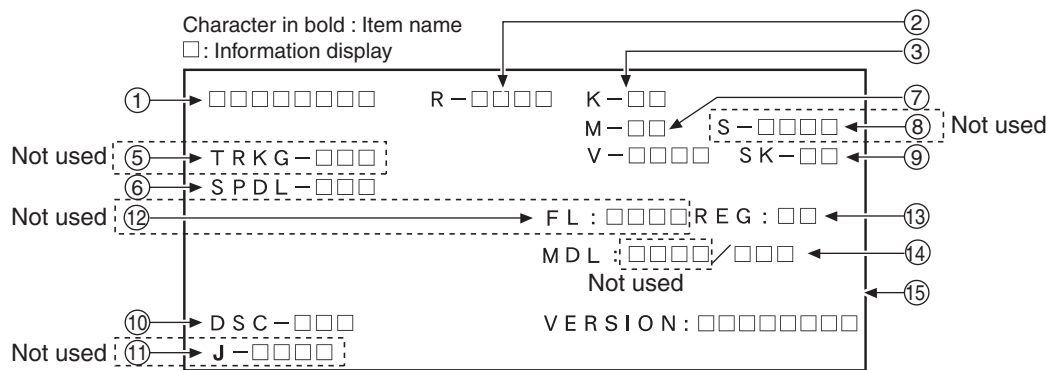 Character in bold : Item name
□ : Information display
② 
③
① □□□□□□□□ R－□□□□ K－□□
M－□□ ⑦
S－□□□□ ⑧ Not used
Not used ⑤ TRKG－□□□ V－□□□□ SK－□□ ⑨
⑥ SPDL－□□□
Not used ⑫ FL:□□□□ REG:□□ ⑬
MDL:□□□□／□□□ ⑭
Not used
⑮
⑩ DSC－□□□ VERSION:□□□□□□□□
Not used ⑪ J－□□□□